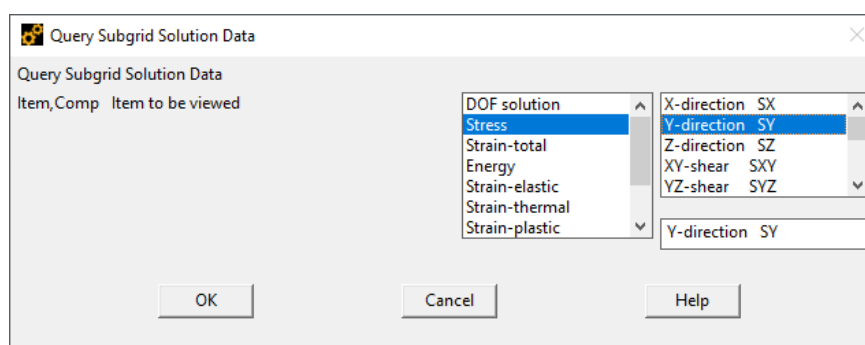 Query Subgrid Solution Data
Query Subgrid Solution Data
Item,Comp Item to be viewed
DOF solution
Stress
Strain-total
Energy
Strain-elastic
Strain-thermal
Strain-plastic
X-direction SX
Y-direction SY
Z-direction SZ
XY-shear SXY
YZ-shear SYZ
Y-direction SY
OK
Cancel
Help